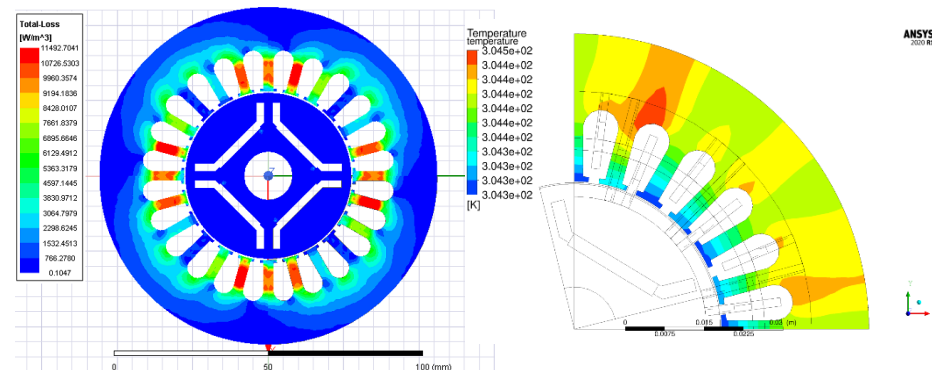 Total-Loss
[W/m^3]
11492.7041
10726.5303
9960.3574
9194.1836
8428.0107
7661.8379
6895.6646
6129.4912
5363.3179
4597.1445
3830.9712
3064.7979
2298.6245
1532.4513
766.2780
0.1047
0
50
100 (mm)
Temperature
temperature
3.045e+02
3.044e+02
3.044e+02
3.044e+02
3.044e+02
3.044e+02
3.044e+02
3.043e+02
3.043e+02
3.043e+02
[K]
ANSYS
2020 R
0
0.015
0.03 (m)
0.0075
0.0225